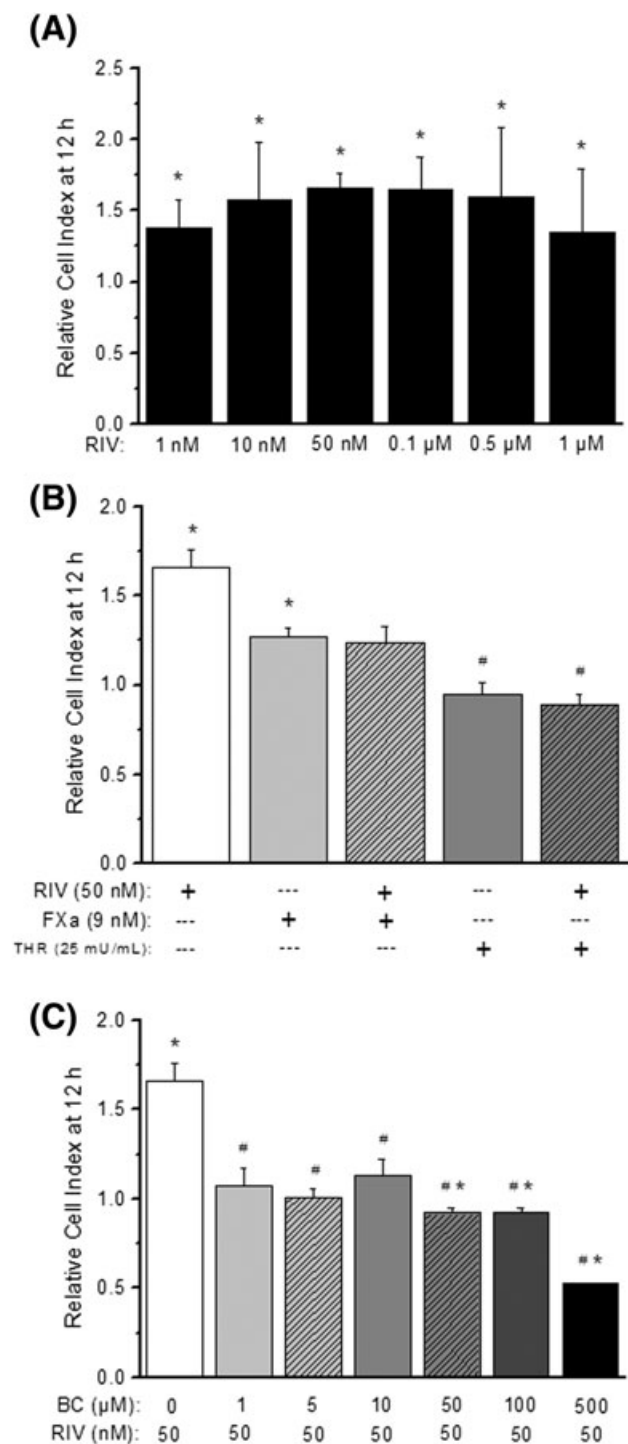 (A)
Relative Cell Index at 12 h
2.5
2.0
1.5
1.0
0.5
0.0
* * * * * *
RIV: 1 nM 10 nM 50 nM 0.1 µM 0.5 µM 1 µM
(B)
Relative Cell Index at 12 h
2.0
1.5
1.0
0.5
0.0
* * # #
RIV (50 nM): + --- + --- +
FXa (9 nM): --- + + --- ---
THR (25 mU/mL): --- --- --- + +
(C)
Relative Cell Index at 12 h
2.0
1.5
1.0
0.5
0.0
* # # # #* #* #*
BC (µM): 0 1 5 10 50 100 500
RIV (nM): 50 50 50 50 50 50 50